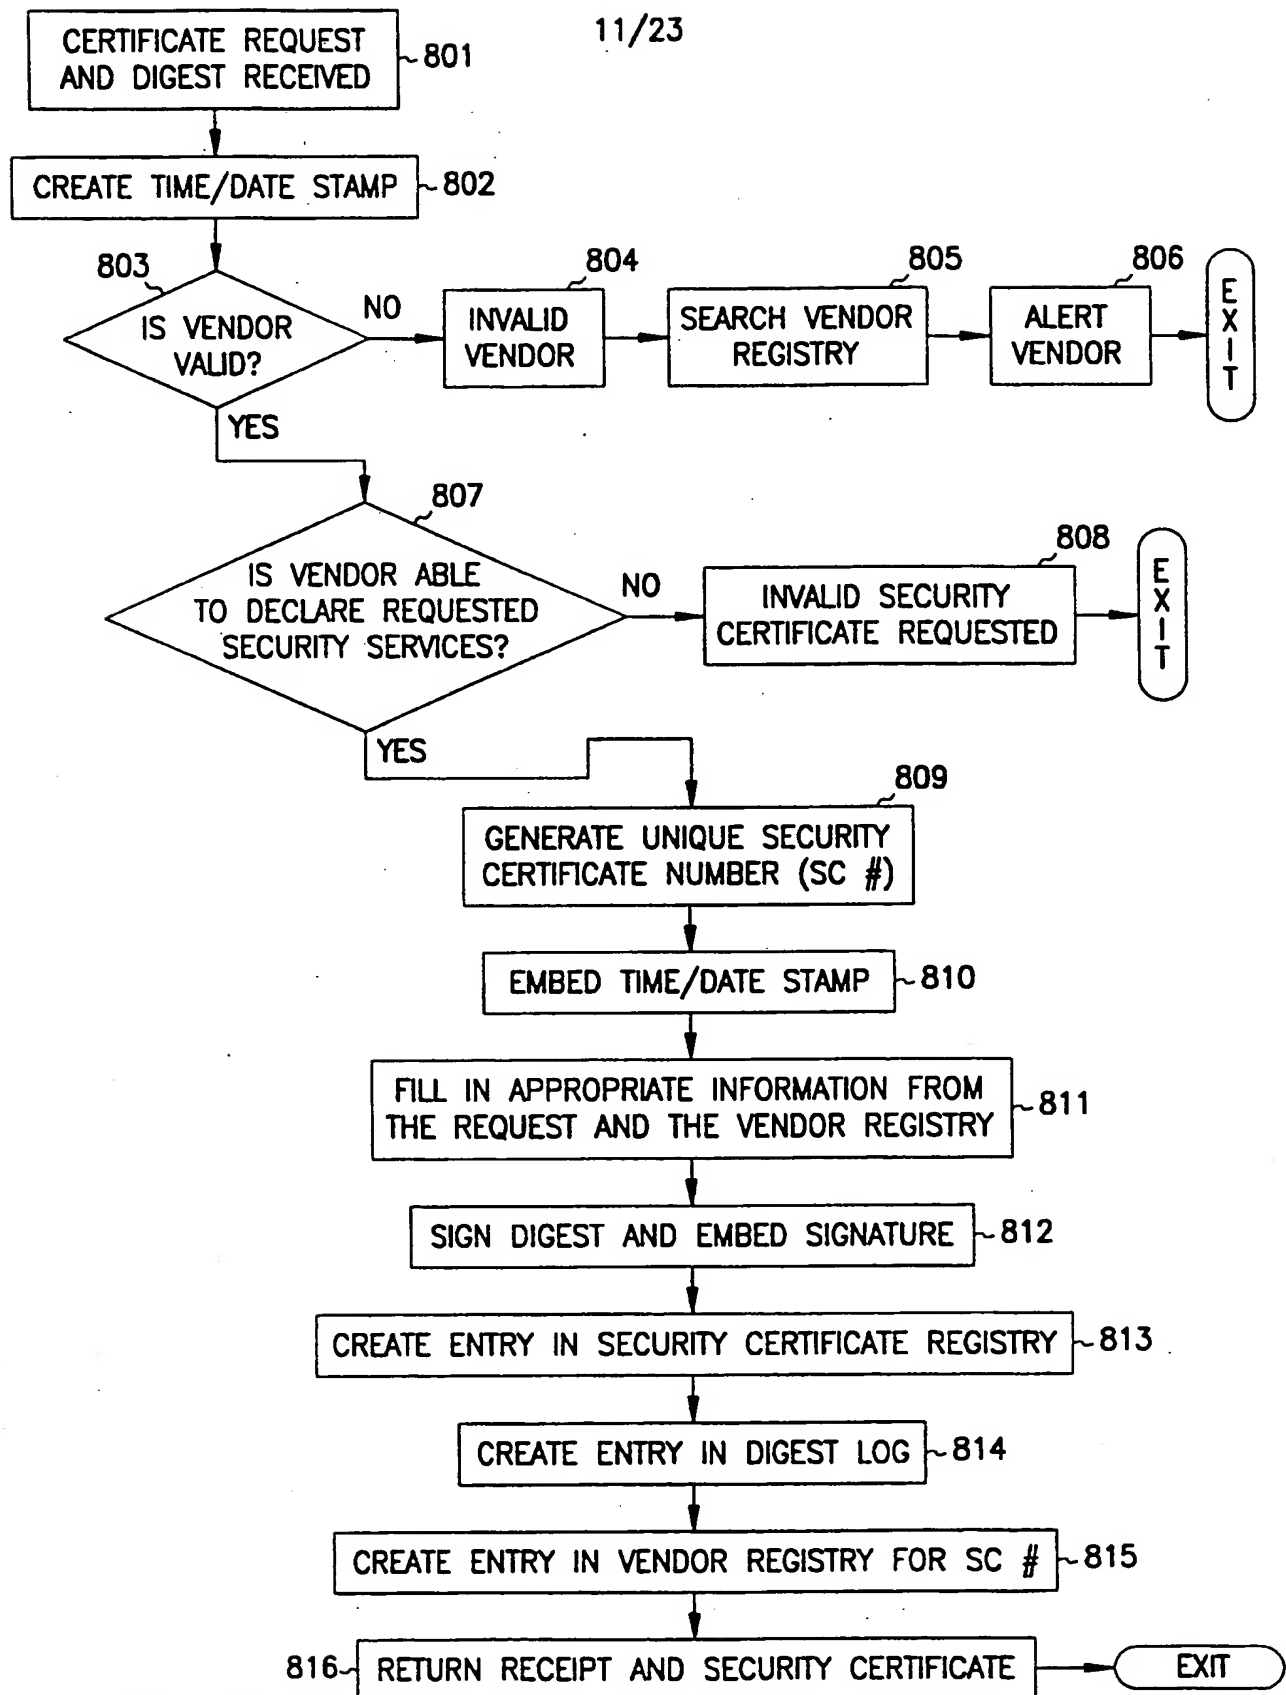 11/23
CERTIFICATE REQUEST
AND DIGEST RECEIVED
801
CREATE TIME/DATE STAMP
802
803
IS VENDOR
VALID?
NO
804
INVALID
VENDOR
805
SEARCH VENDOR
REGISTRY
806
ALERT
VENDOR
EXIT
YES
807
IS VENDOR ABLE
TO DECLARE REQUESTED
SECURITY SERVICES?
NO
808
INVALID SECURITY
CERTIFICATE REQUESTED
EXIT
YES
809
GENERATE UNIQUE SECURITY
CERTIFICATE NUMBER (SC #)
EMBED TIME/DATE STAMP
810
FILL IN APPROPRIATE INFORMATION FROM
THE REQUEST AND THE VENDOR REGISTRY
811
SIGN DIGEST AND EMBED SIGNATURE
812
CREATE ENTRY IN SECURITY CERTIFICATE REGISTRY
813
CREATE ENTRY IN DIGEST LOG
814
CREATE ENTRY IN VENDOR REGISTRY FOR SC #
815
816
RETURN RECEIPT AND SECURITY CERTIFICATE
EXIT